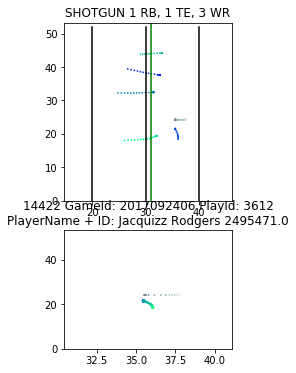 SHOTGUN 1 RB, 1 TE, 3 WR
50
40
30
20
10
0
20 30 40
14422 GameId: 2017092406 PlayId: 3612
PlayerName + ID: Jacquizz Rodgers 2495471.0
40
20
0
32.5 35.0 37.5 40.0